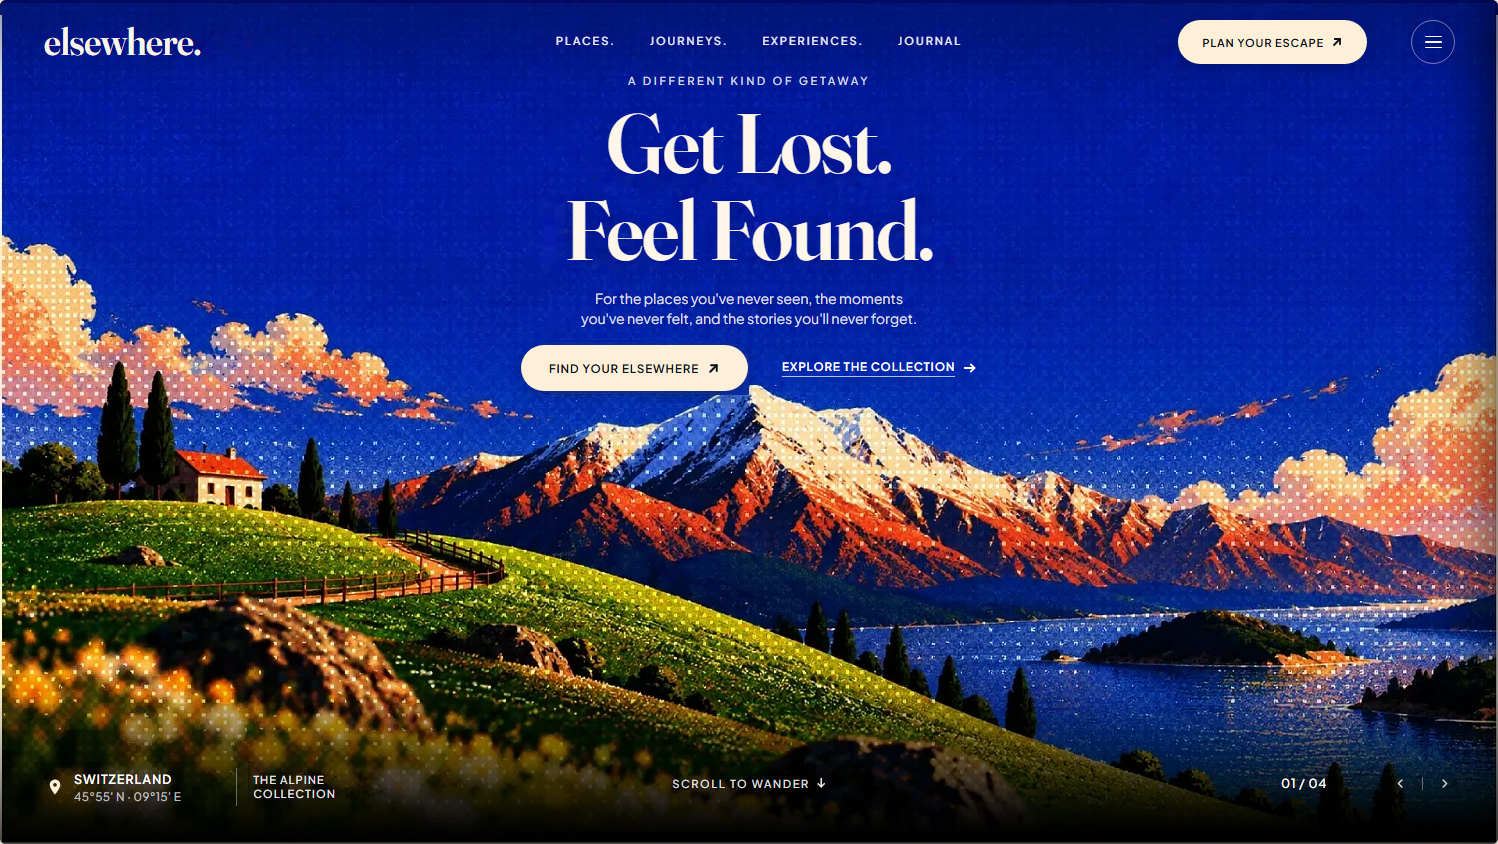 elsewhere.
PLACES. JOURNEYS. EXPERIENCES. JOURNAL
PLAN YOUR ESCAPE
A DIFFERENT KIND OF GETAWAY
Get Lost.
Feel Found.
For the places you've never seen, the moments
you've never felt, and the stories you'll never forget.
FIND YOUR ELSEWHERE
EXPLORE THE COLLECTION
SWITZERLAND
45°55' N · 09°15' E
THE ALPINE
COLLECTION
SCROLL TO WANDER
01 / 04